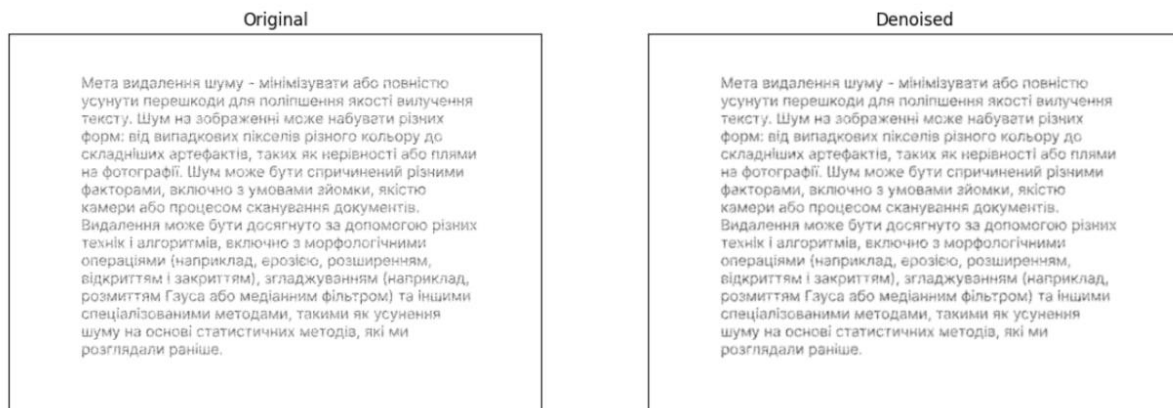 Original
Мета видалення шуму - мінімізувати або повністю
усунути перешкоди для поліпшення якості вилучення
тексту. Шум на зображенні може набувати різних
форм: від випадкових пікселів різного кольору до
складніших артефактів, таких як нерівності або плями
на фотографії. Шум може бути спричинений різними
факторами, включно з умовами зйомки, якістю
камери або процесом сканування документів.
Видалення може бути досягнуто за допомогою різних
технік і алгоритмів, включно з морфологічними
операціями (наприклад, ерозією, розширенням,
відкриттям і закриттям), згладжуванням (наприклад,
розмиттям Гауса або медіанним фільтром) та іншими
спеціалізованими методами, такими як усунення
шуму на основі статистичних методів, які ми
розглядали раніше.
Denoised
Мета видалення шуму - мінімізувати або повністю
усунути перешкоди для поліпшення якості вилучення
тексту. Шум на зображенні може набувати різних
форм: від випадкових пікселів різного кольору до
складніших артефактів, таких як нерівності або плями
на фотографії. Шум може бути спричинений різними
факторами, включно з умовами зйомки, якістю
камери або процесом сканування документів.
Видалення може бути досягнуто за допомогою різних
технік і алгоритмів, включно з морфологічними
операціями (наприклад, ерозією, розширенням,
відкриттям і закриттям), згладжуванням (наприклад,
розмиттям Гауса або медіанним фільтром) та іншими
спеціалізованими методами, такими як усунення
шуму на основі статистичних методів, які ми
розглядали раніше.